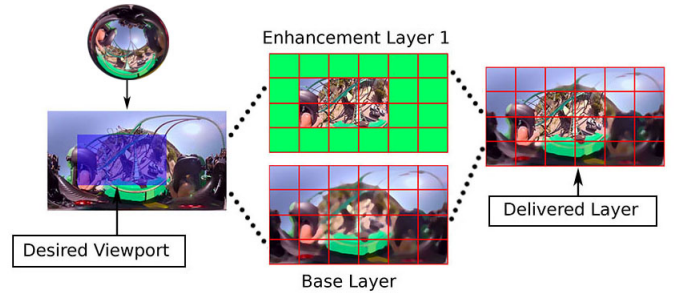 Enhancement Layer 1
Desired Viewport
Base Layer
Delivered Layer